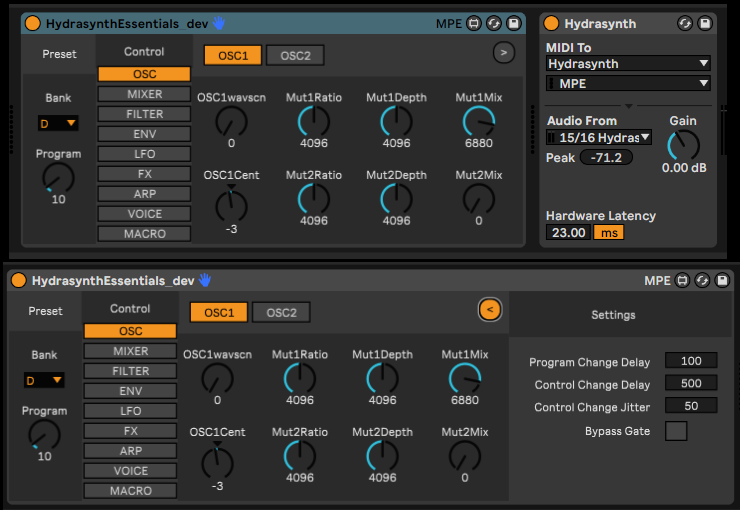 HydrasynthEssentials_dev MPE
Preset Control OSC1 OSC2 >
OSC
Bank MIXER OSC1wavscn Mut1Ratio Mut1Depth Mut1Mix
FILTER
D ENV 0 4096 4096 6880
Program LFO
FX OSC1Cent Mut2Ratio Mut2Depth Mut2Mix
10 ARP
VOICE -3 4096 4096 0
MACRO
Hydrasynth
MIDI To
Hydrasynth
MPE
Audio From Gain
15/16 Hydras
Peak -71.2 0.00 dB
Hardware Latency
23.00 ms
HydrasynthEssentials_dev MPE
Preset Control OSC1 OSC2 <
OSC
Bank MIXER OSC1wavscn Mut1Ratio Mut1Depth Mut1Mix
FILTER
D ENV 0 4096 4096 6880
Program LFO
FX OSC1Cent Mut2Ratio Mut2Depth Mut2Mix
10 ARP
VOICE -3 4096 4096 0
MACRO
Settings
Program Change Delay 100
Control Change Delay 500
Control Change Jitter 50
Bypass Gate